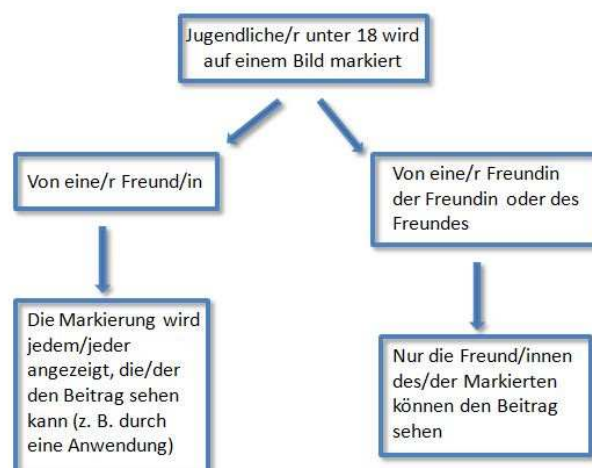 Jugendliche/r unter 18 wird
auf einem Bild markiert
Von eine/r Freund/in
Von eine/r Freundin
der Freundin oder des
Freundes
Die Markierung wird
jedem/jeder
angezeigt, die/der
den Beitrag sehen
kann (z. B. durch
eine Anwendung)
Nur die Freund/innen
des/der Markierten
können den Beitrag
sehen